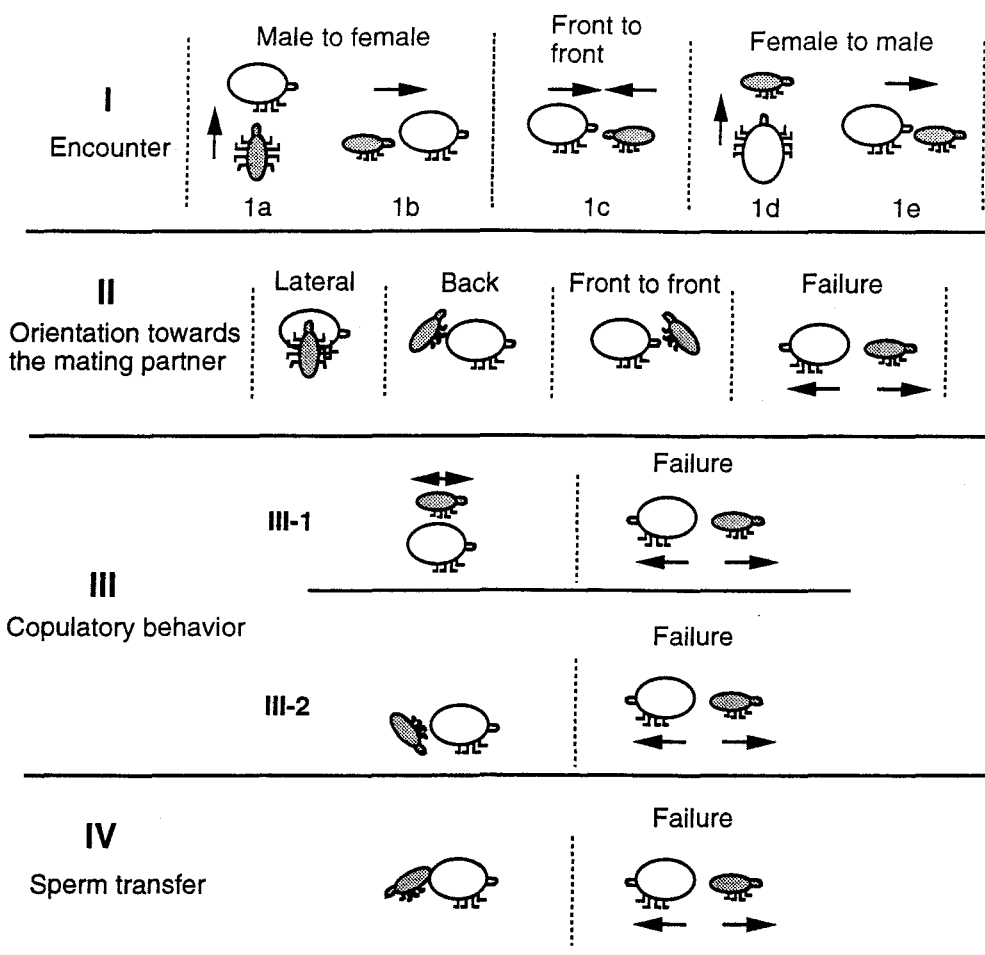 Male to female
Front to
front
Female to male
I
Encounter
1a
1b
1c
1d
1e
II
Orientation towards
the mating partner
Lateral
Back
Front to front
Failure
III
Copulatory behavior
III-1
Failure
III-2
Failure
IV
Sperm transfer
Failure